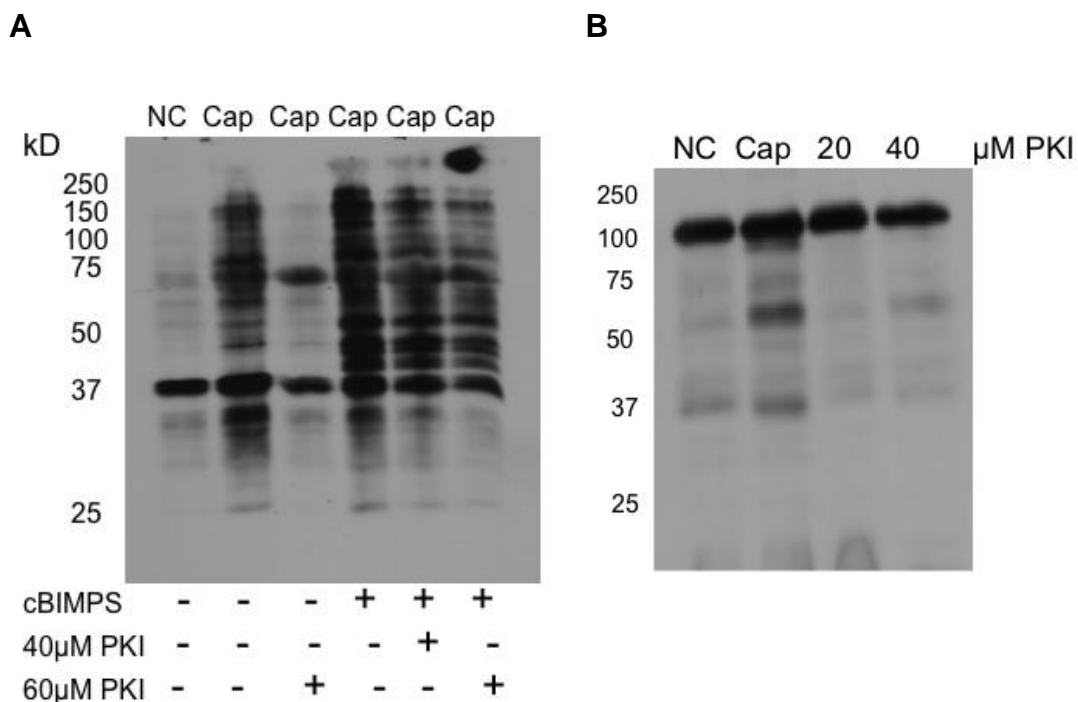 A
NC Cap Cap Cap Cap Cap
kD
250
150
100
75
50
37
25
cBIMPS - - - + + +
40µM PKI - - - - + -
60µM PKI - - + - - +
B
NC Cap 20 40 µM PKI
250
100
75
50
37
25